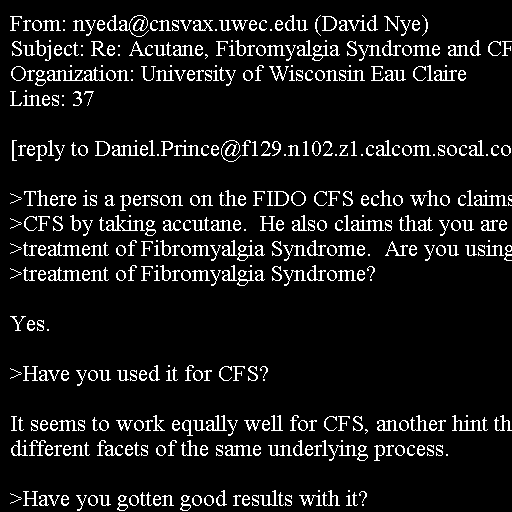 From: nyeda@cnsvax.uwec.edu (David Nye)
Subject: Re: Acutane, Fibromyalgia Syndrome and CF
Organization: University of Wisconsin Eau Claire
Lines: 37
[reply to Daniel.Prince@f129.n102.z1.calcom.socal.co
>There is a person on the FIDO CFS echo who claims
>CFS by taking accutane.  He also claims that you are
>treatment of Fibromyalgia Syndrome.  Are you using
>treatment of Fibromyalgia Syndrome?
Yes.
>Have you used it for CFS?
It seems to work equally well for CFS, another hint th
different facets of the same underlying process.
>Have you gotten good results with it?